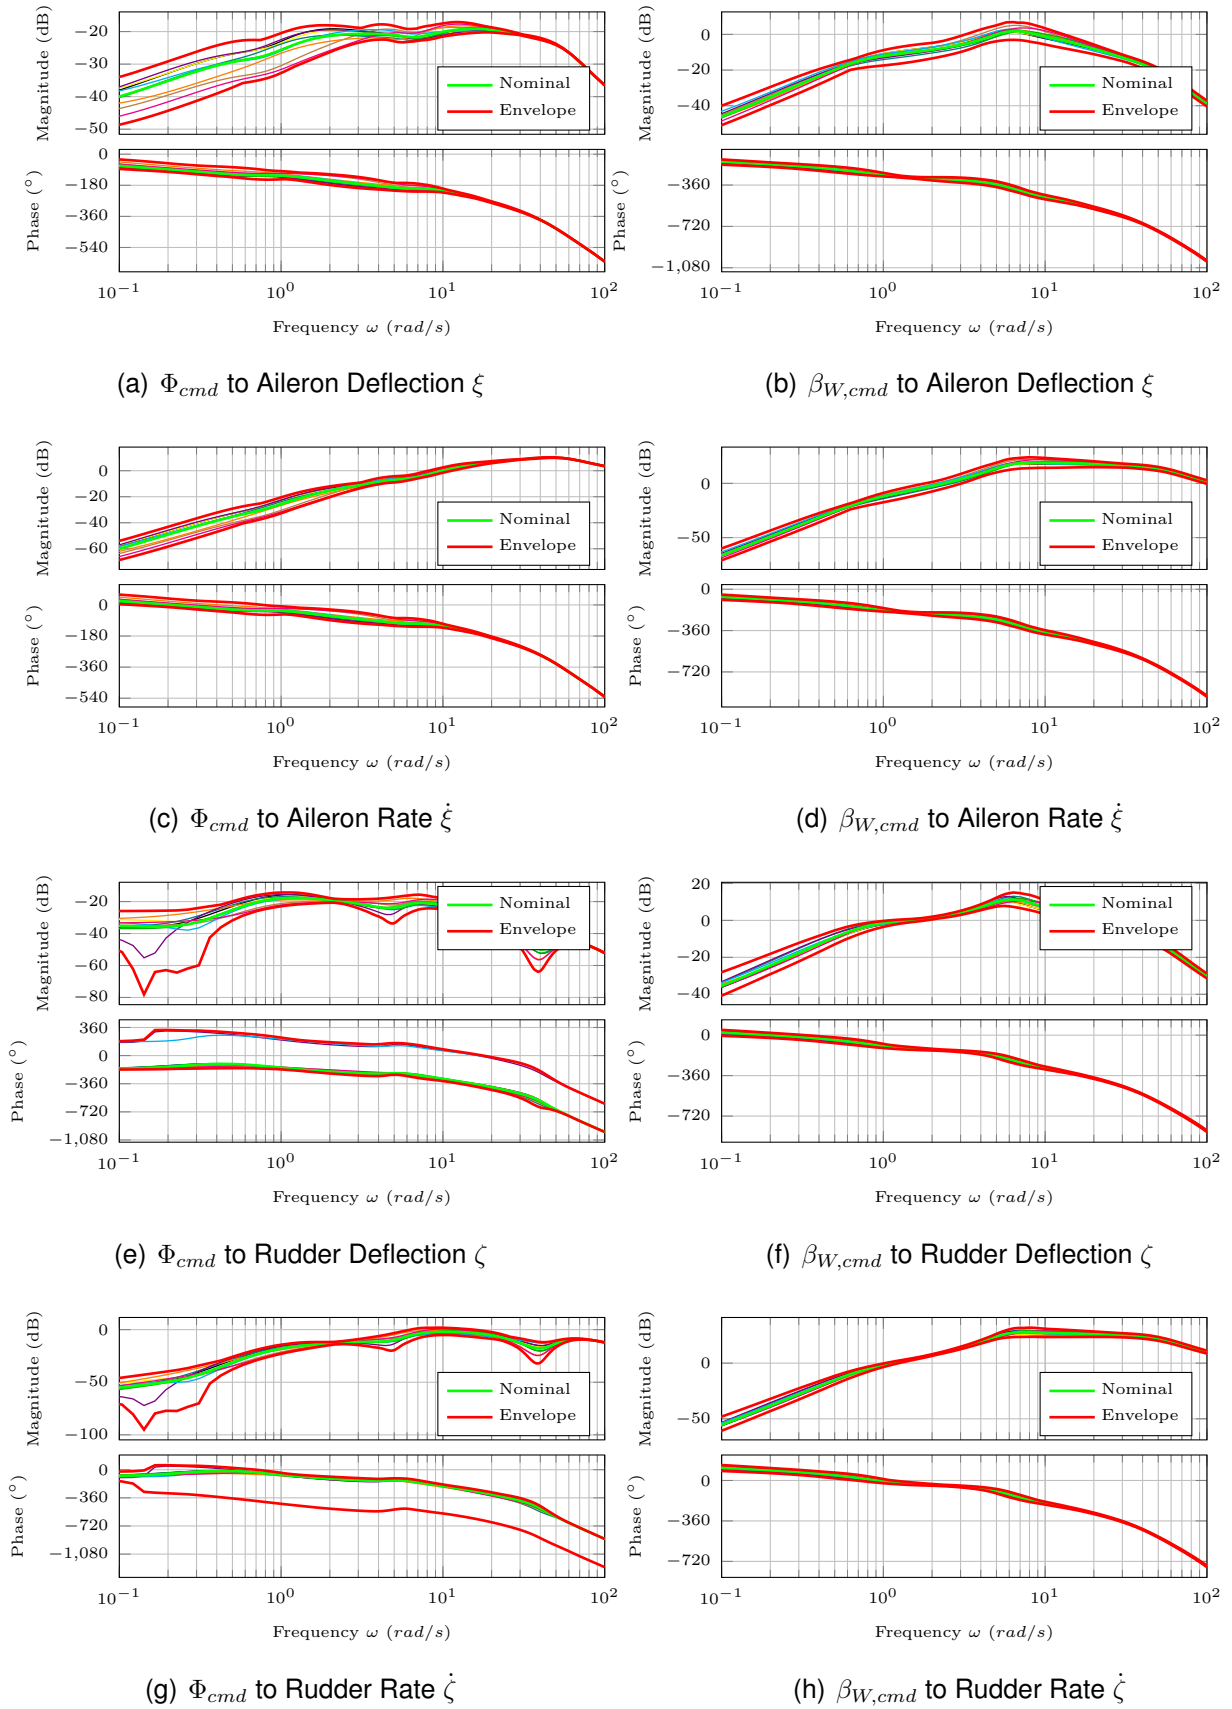 Magnitude (dB)
−20
−30
−40
−50
Nominal
Envelope
Phase (°)
0
−180
−360
−540
10⁻¹ 10⁰ 10¹ 10²
Frequency ω (rad/s)
(a) Φcmd to Aileron Deflection ξ
Magnitude (dB)
0
−20
−40
Nominal
Envelope
Phase (°)
−360
−720
−1,080
10⁻¹ 10⁰ 10¹ 10²
Frequency ω (rad/s)
(b) βW,cmd to Aileron Deflection ξ
Magnitude (dB)
0
−20
−40
−60
Nominal
Envelope
Phase (°)
0
−180
−360
−540
10⁻¹ 10⁰ 10¹ 10²
Frequency ω (rad/s)
(c) Φcmd to Aileron Rate ξ̇
Magnitude (dB)
0
−50
Nominal
Envelope
Phase (°)
0
−360
−720
10⁻¹ 10⁰ 10¹ 10²
Frequency ω (rad/s)
(d) βW,cmd to Aileron Rate ξ̇
Magnitude (dB)
−20
−40
−60
−80
Nominal
Envelope
Phase (°)
360
0
−360
−720
−1,080
10⁻¹ 10⁰ 10¹ 10²
Frequency ω (rad/s)
(e) Φcmd to Rudder Deflection ζ
Magnitude (dB)
20
0
−20
−40
Nominal
Envelope
Phase (°)
0
−360
−720
10⁻¹ 10⁰ 10¹ 10²
Frequency ω (rad/s)
(f) βW,cmd to Rudder Deflection ζ
Magnitude (dB)
0
−50
−100
Nominal
Envelope
Phase (°)
0
−360
−720
−1,080
10⁻¹ 10⁰ 10¹ 10²
Frequency ω (rad/s)
(g) Φcmd to Rudder Rate ζ̇
Magnitude (dB)
0
−50
Nominal
Envelope
Phase (°)
0
−360
−720
10⁻¹ 10⁰ 10¹ 10²
Frequency ω (rad/s)
(h) βW,cmd to Rudder Rate ζ̇